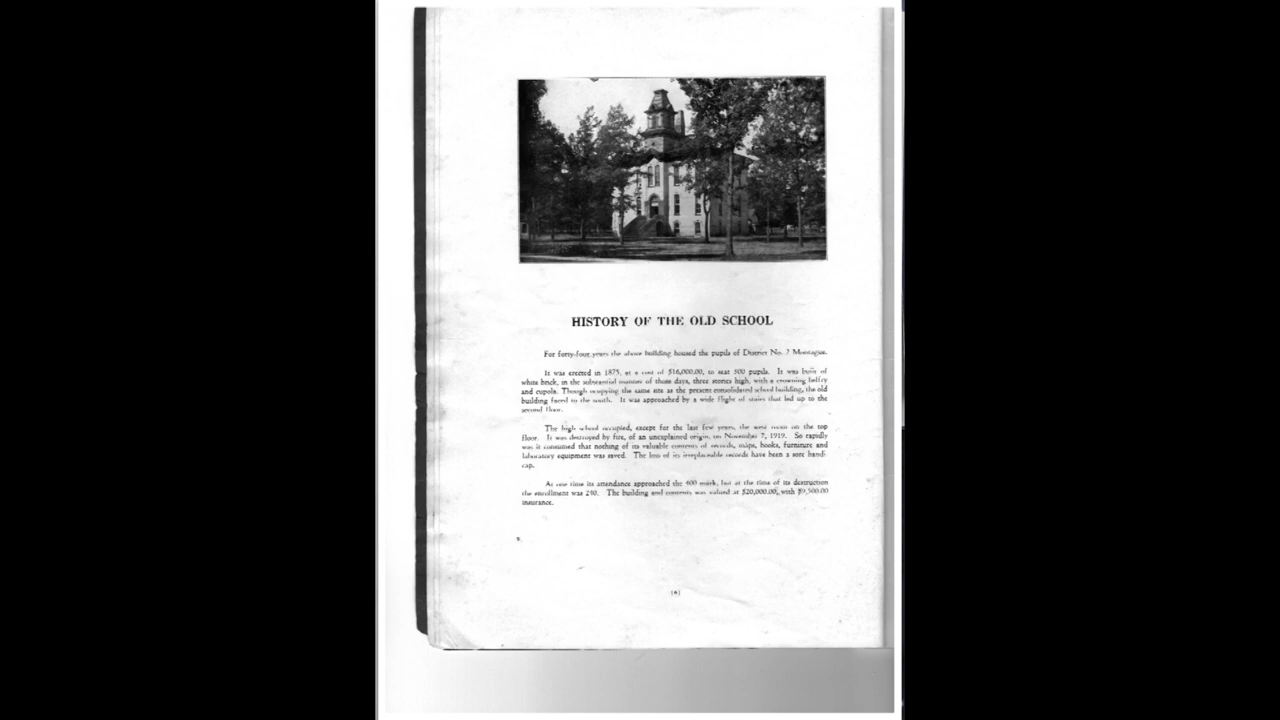 HISTORY OF THE OLD SCHOOL
For forty-four years the above building housed the pupils of District No. Montague.
It was erected in 1875, at a cost of $16,000.00, to seat 500 pupils. It was built of
white brick, in the substantial manner of those days, three stories high, with a crowning belfry
and cupola. Though occupying the same site as the present consolidated school building, the old
building faced to the south. It was approached by a wide flight of stairs that led up to the
second floor.
The high school occupied, except for the last few years, the west room on the top
floor. It was destroyed by fire, of an unexplained origin, on November 7, 1919. So rapidly
was it consumed that nothing of its valuable contents of records, maps, books, furniture and
laboratory equipment was saved. The loss of its irreplaceable records have been a sore handi-
cap.
At one time its attendance approached the 400 mark, but at the time of its destruction
the enrollment was 240. The building and contents was valued at $20,000.00, with $9,500.00
insurance.
(6)